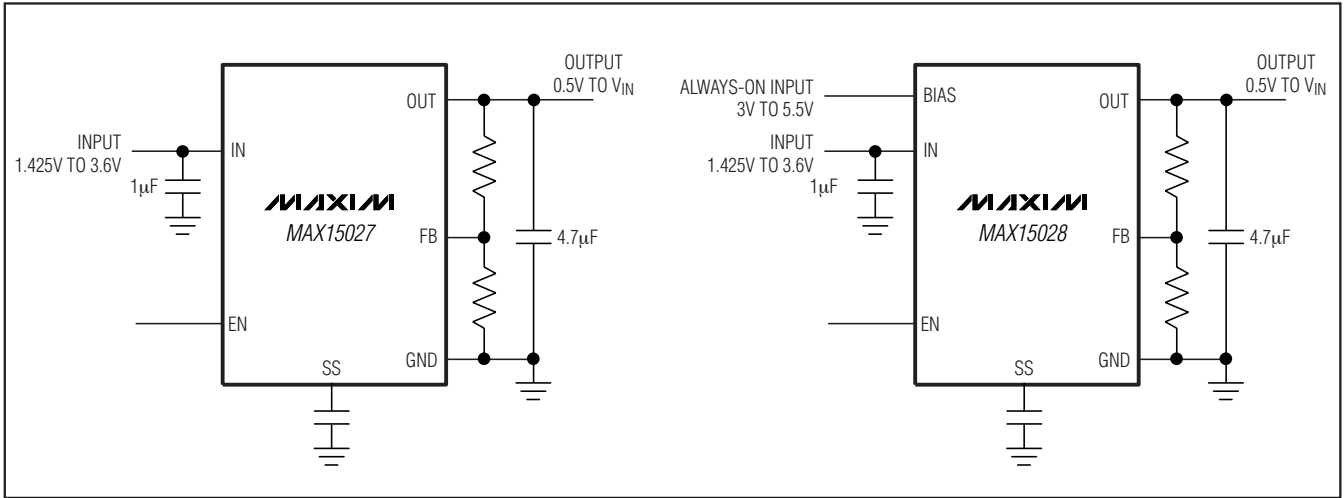 OUTPUT
0.5V TO VIN
OUT
INPUT
1.425V TO 3.6V
IN
1µF
MAXIM
MAX15027
FB
4.7µF
EN
GND
SS
OUTPUT
0.5V TO VIN
ALWAYS-ON INPUT
3V TO 5.5V
BIAS
OUT
INPUT
1.425V TO 3.6V
IN
1µF
MAXIM
MAX15028
FB
4.7µF
EN
GND
SS